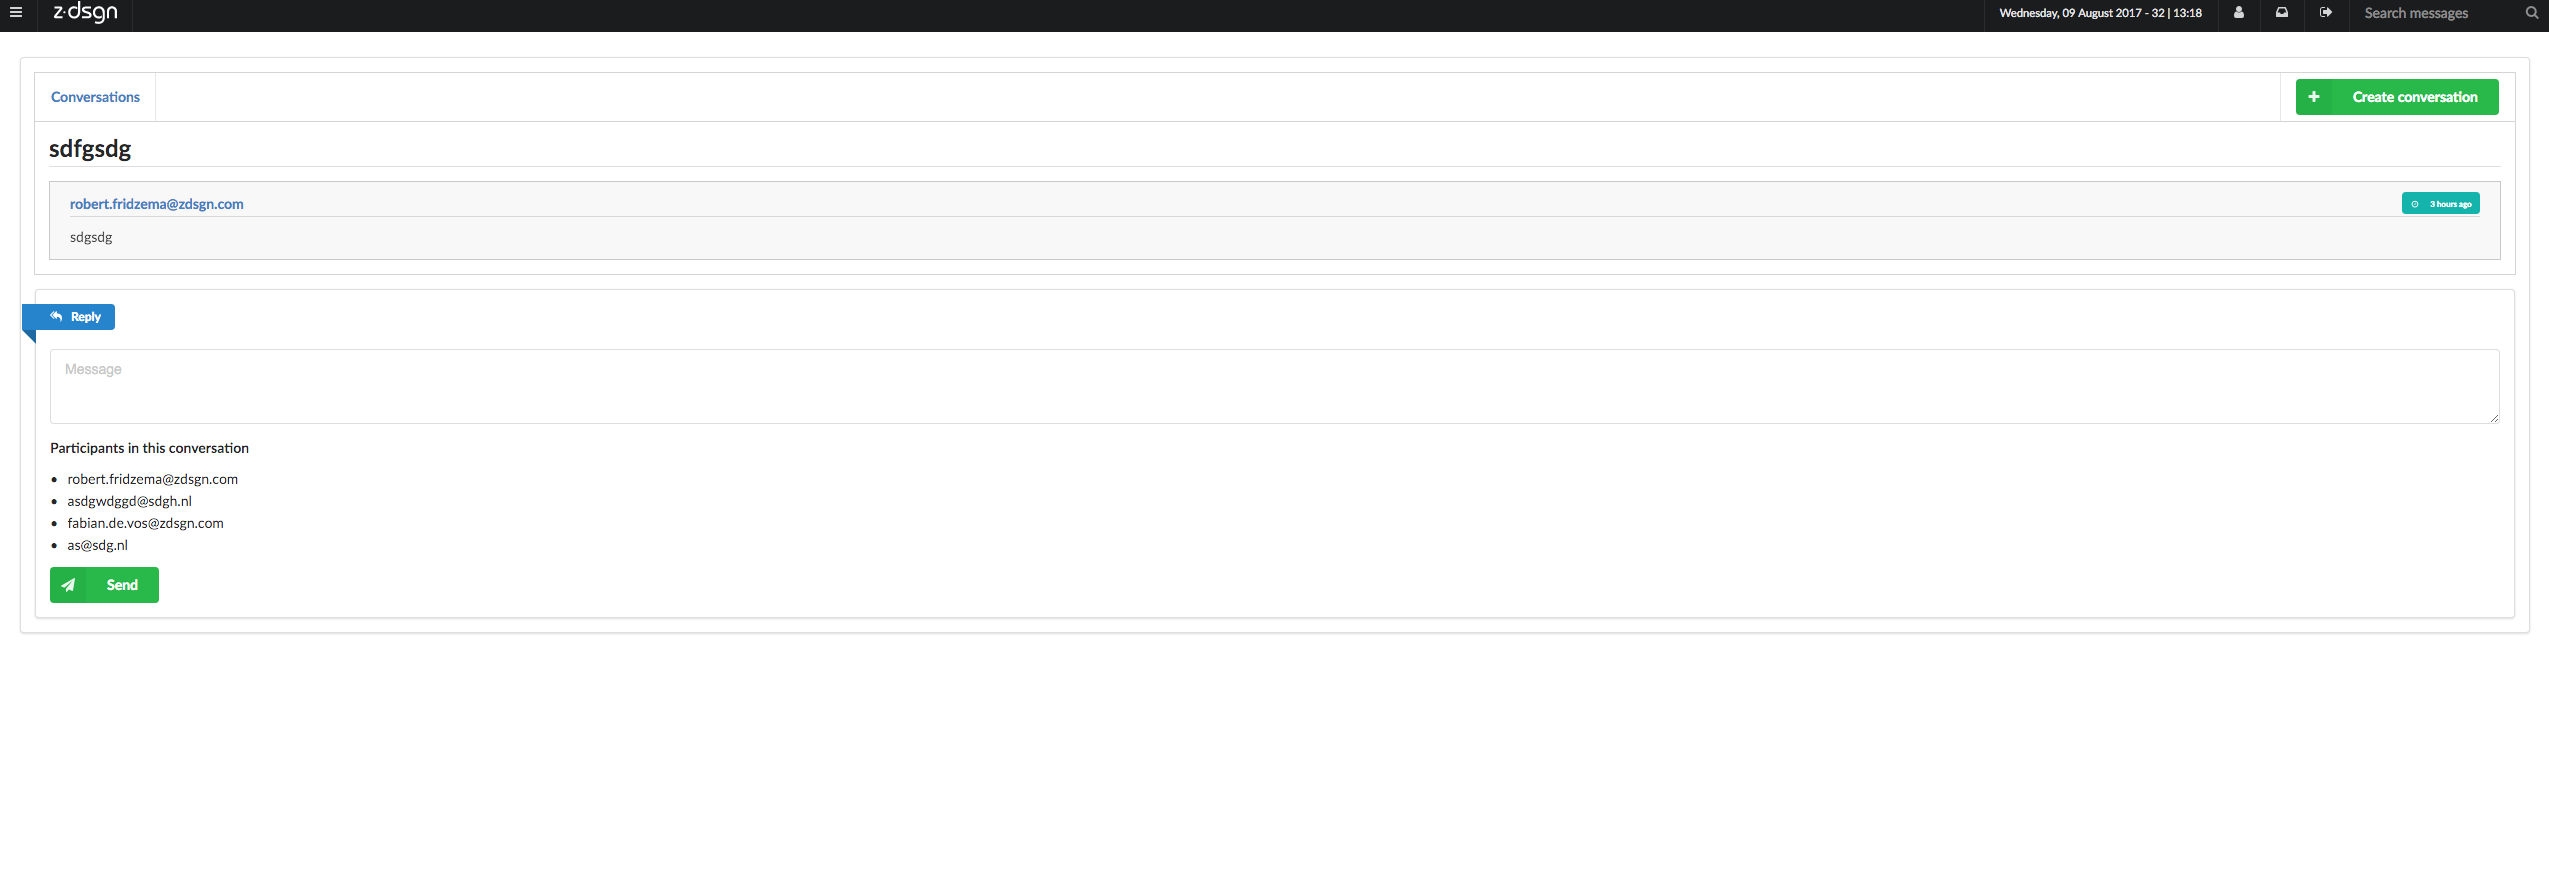 z·dsgn
Wednesday, 09 August 2017 - 32 | 13:18
Search messages
Conversations
Create conversation
sdfgsdg
robert.fridzema@zdsgn.com
3 hours ago
sdgsdg
Reply
Message
Participants in this conversation
robert.fridzema@zdsgn.com
asdgwdggd@sdgh.nl
fabian.de.vos@zdsgn.com
as@sdg.nl
Send